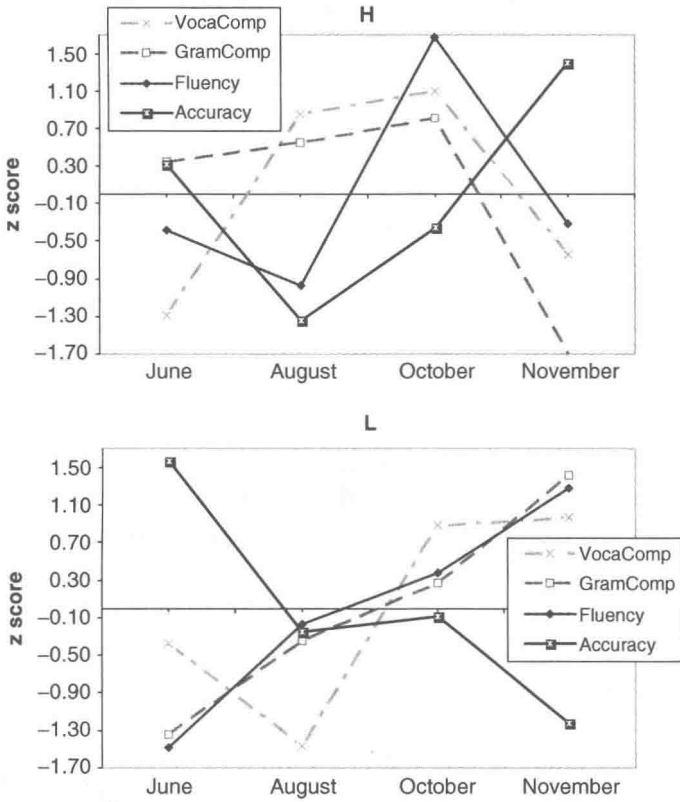 H
VocaComp
GramComp
Fluency
Accuracy
z score
1.50
1.10
0.70
0.30
−0.10
−0.50
−0.90
−1.30
−1.70
June August October November
L
z score
1.50
1.10
0.70
0.30
−0.10
−0.50
−0.90
−1.30
−1.70
VocaComp
GramComp
Fluency
Accuracy
June August October November